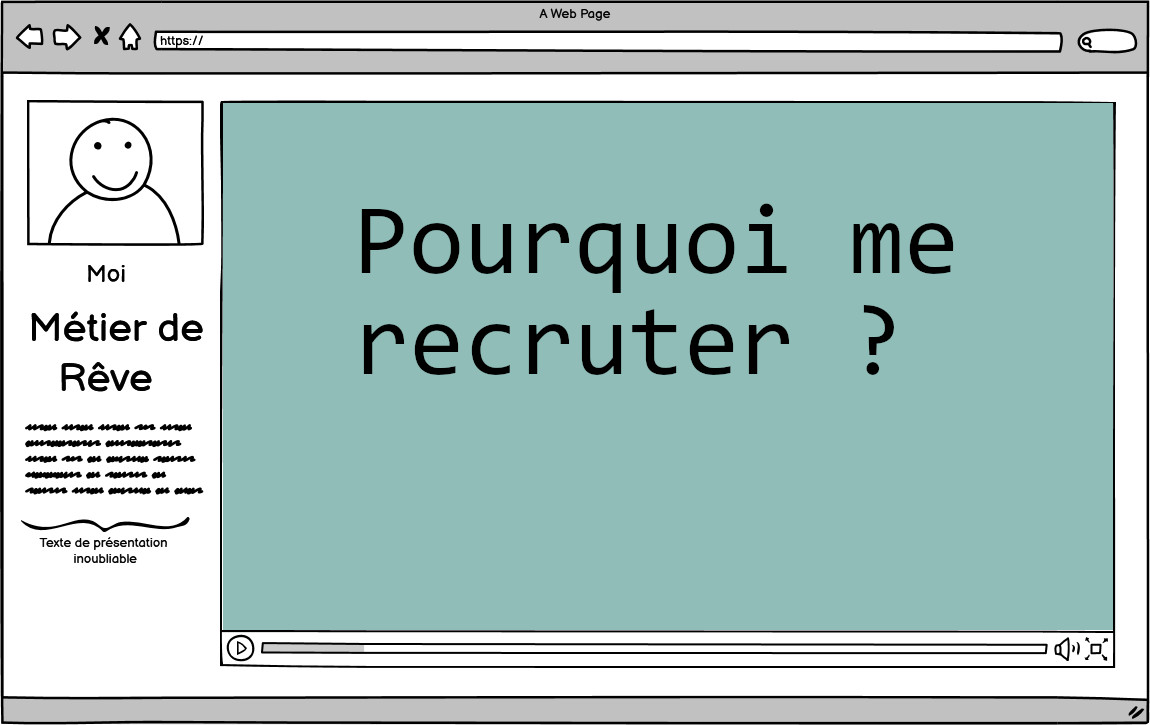 A Web Page
https://
Moi
Métier de
Rêve
Texte de présentation
inoubliable
Pourquoi me
recruter ?